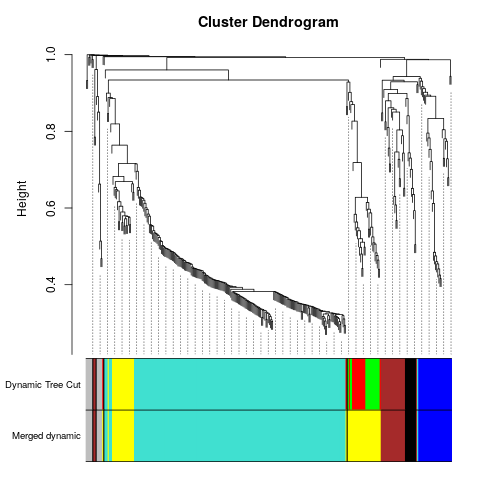 Cluster Dendrogram
Height
1.0
0.8
0.6
0.4
Dynamic Tree Cut
Merged dynamic